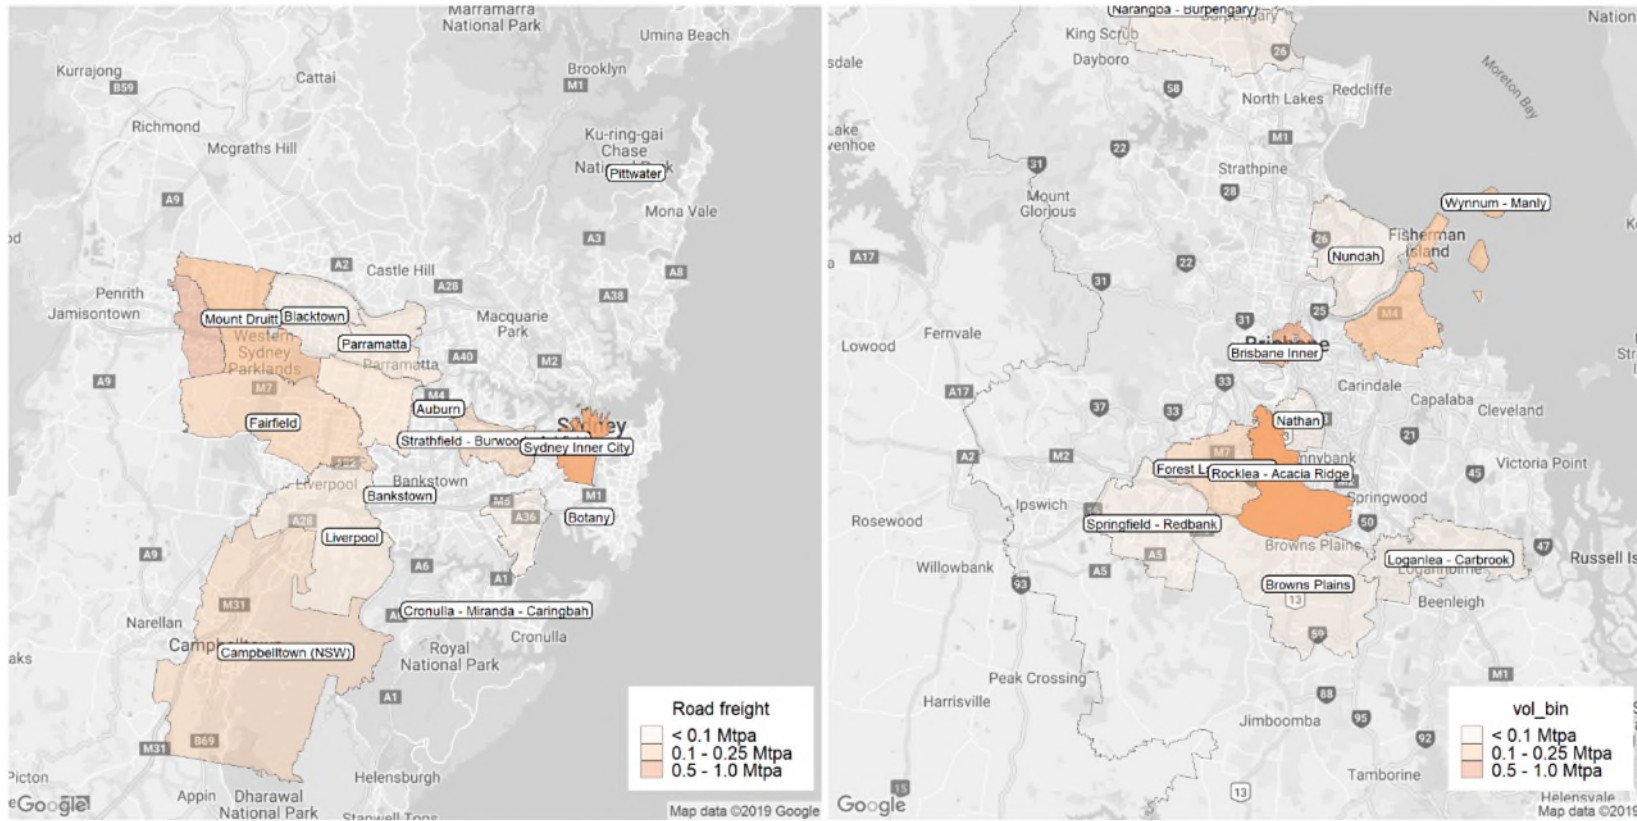 Marramarra
National Park
Umina Beach
Kurrajong
Cattai
Brooklyn
B59
M1
Richmond
Mcgraths Hill
Ku-ring-gai
Chase
Pittwater
A9
Mona Vale
A3
A2
Castle Hill
A8
Penrith
A28
A38
Jamisontown
Mount Druitt
Blacktown
Macquarie
Park
Western
Sydney
Parklands
Parramatta
A40
M2
Parramatta
A9
M7
M4
Auburn
Fairfield
Sydney
Strathfield - Burwood
Sydney Inner City
Liverpool
Bankstown
Bankstown
M1
A36
Botany
A28
Liverpool
A9
A6
A1
M31
Cronulla - Miranda - Caringbah
Narellan
Cronulla
Campbelltown (NSW)
Royal
National Park
A1
M31
B69
Picton
Helensburgh
Appin
Dharawal
National Park
Stanwell Tops
Road freight
< 0.1 Mtpa
0.1 - 0.25 Mtpa
0.5 - 1.0 Mtpa
Google
Map data ©2019 Google
Narangba - Burpengary
King Scrub
Dayboro
26
Moreton Bay
58
Redcliffe
North Lakes
M1
22
Strathpine
31
28
Mount
Glorious
Wynnum - Manly
26
Fisherman
Island
A17
Nundah
22
31
25
31
M4
Fernvale
Lowood
Brisbane
Brisbane Inner
33
Carindale
A17
Capalaba
37
33
Cleveland
Nathan
21
A2
M2
M7
Victoria Point
Rocklea - Acacia Ridge
45
Ipswich
Springwood
Rosewood
Springfield - Redbank
50
Browns Plains
47
A5
Loganlea - Carbrook
Willowbank
A5
93
Browns Plains
13
Beenleigh
59
M1
Peak Crossing
Harrisville
88
Jimboomba
95
92
Tamborine
15
13
Helensvale
vol_bin
< 0.1 Mtpa
0.1 - 0.25 Mtpa
0.5 - 1.0 Mtpa
Google
Map data ©2019